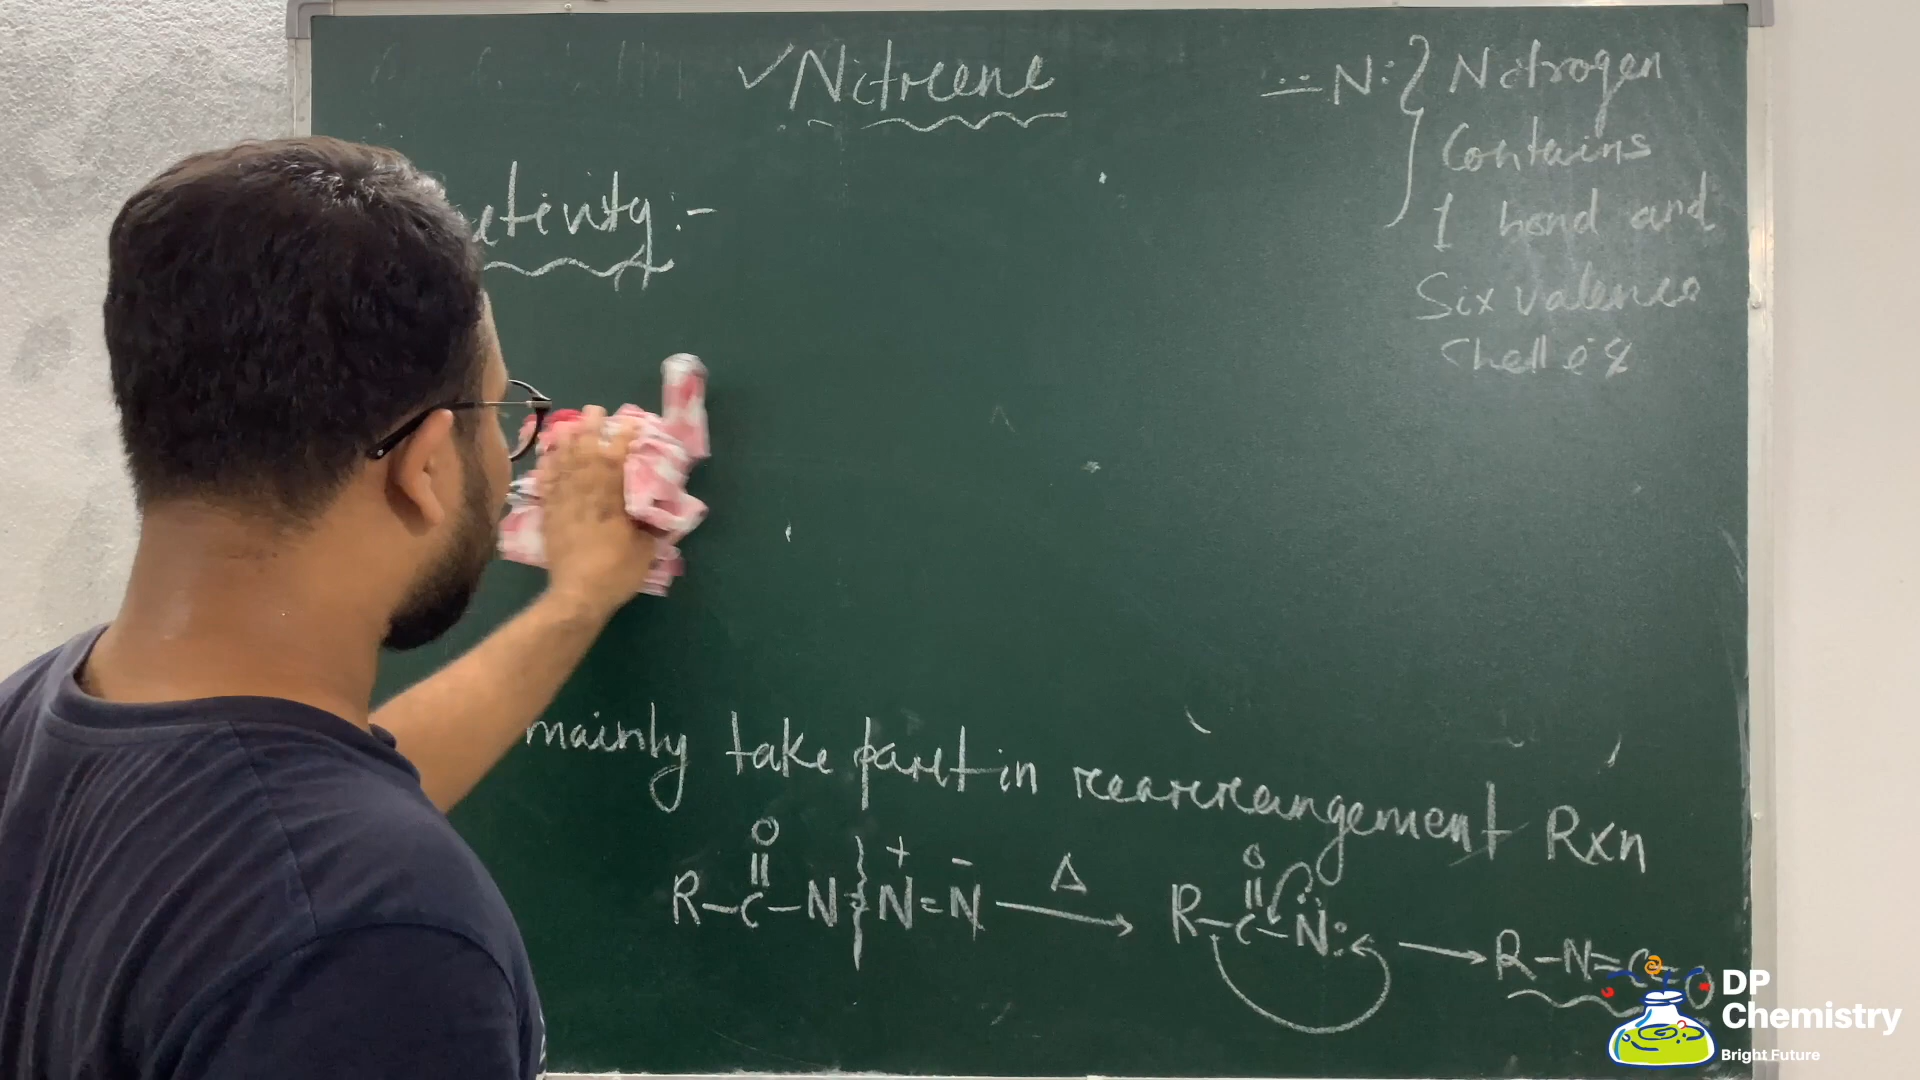 ✓Nitrene
–N̈:} Nitrogen
Contains
1 bond and
Six valence
Shell e's
ctivity:-
mainly take part in rearrangement Rxn
O O
R–C–N–N⁺=N⁻ —Δ→ R–C–N̈: → R–N=C=O
DP
Chemistry
Bright Future